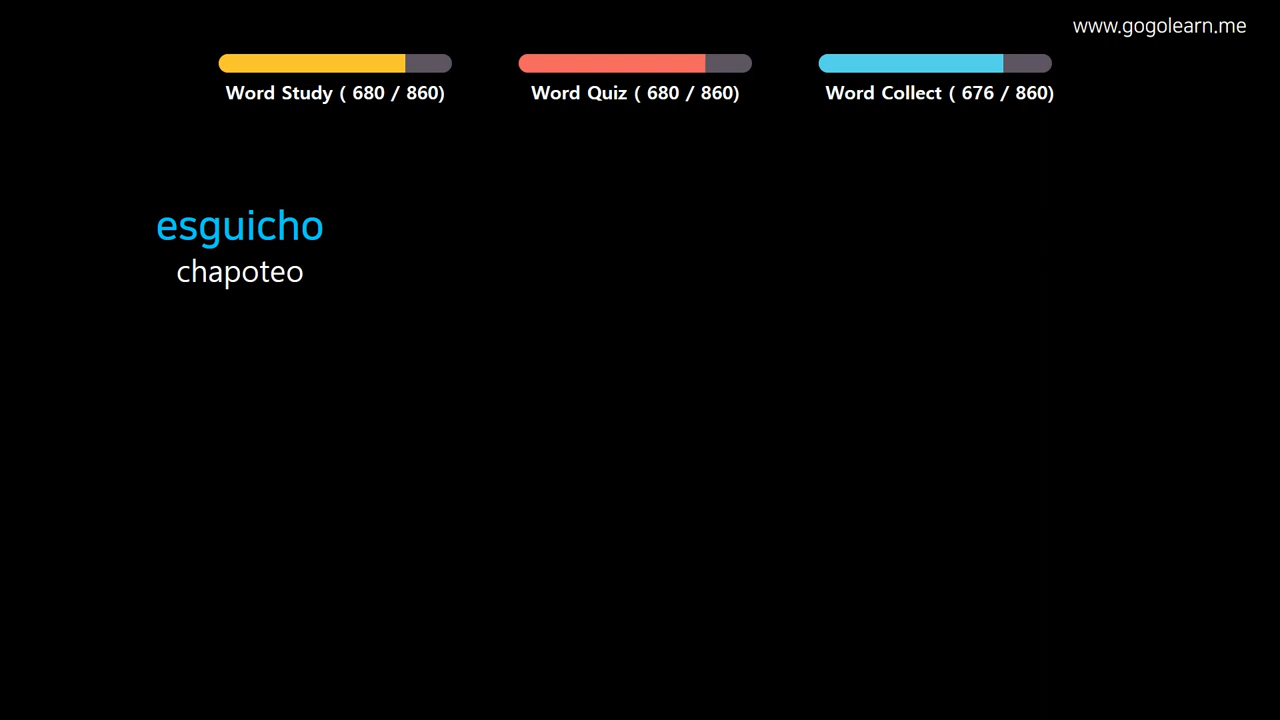 www.gogolearn.me
Word Study ( 680 / 860)
Word Quiz ( 680 / 860)
Word Collect ( 676 / 860)
esguicho
chapoteo